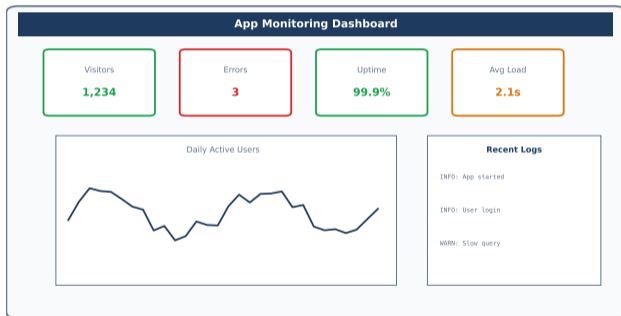 App Monitoring Dashboard
Visitors
1,234
Errors
3
Uptime
99.9%
Avg Load
2.1s
Daily Active Users
Recent Logs
INFO: App started
INFO: User login
WARN: Slow query